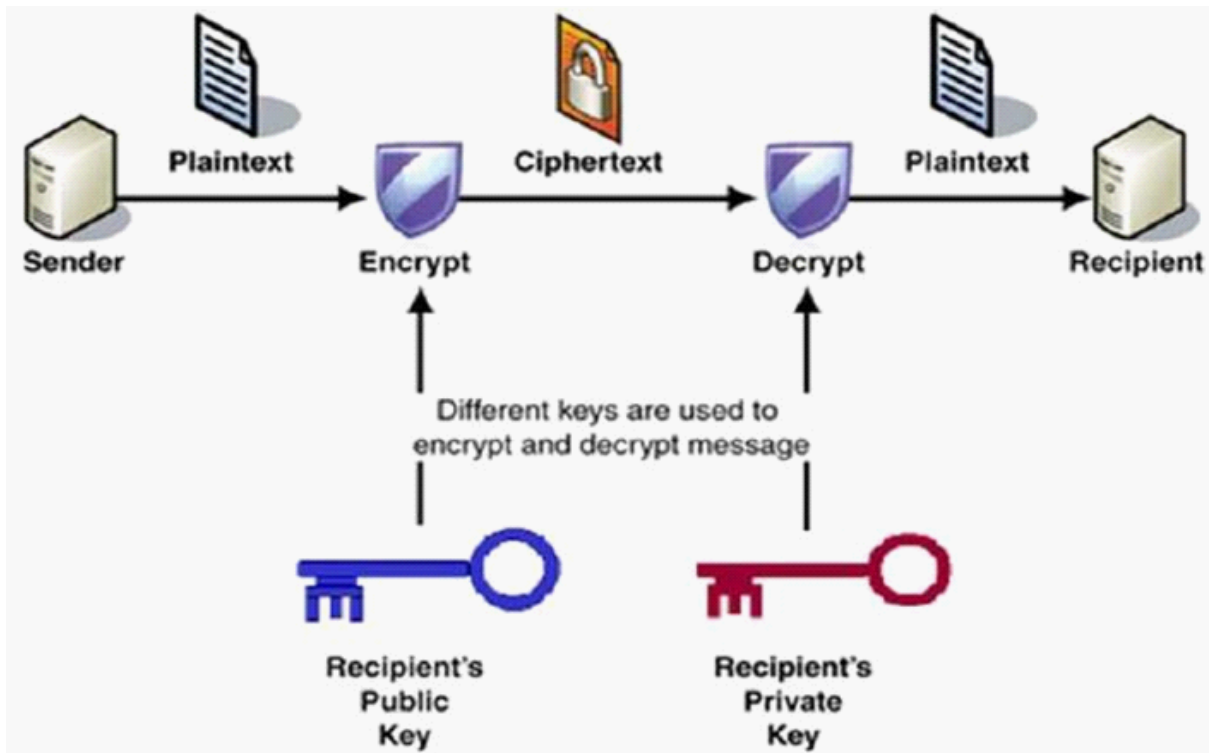 Plaintext
Ciphertext
Plaintext
Sender
Encrypt
Decrypt
Recipient
Different keys are used to
encrypt and decrypt message
Recipient's
Public
Key
Recipient's
Private
Key